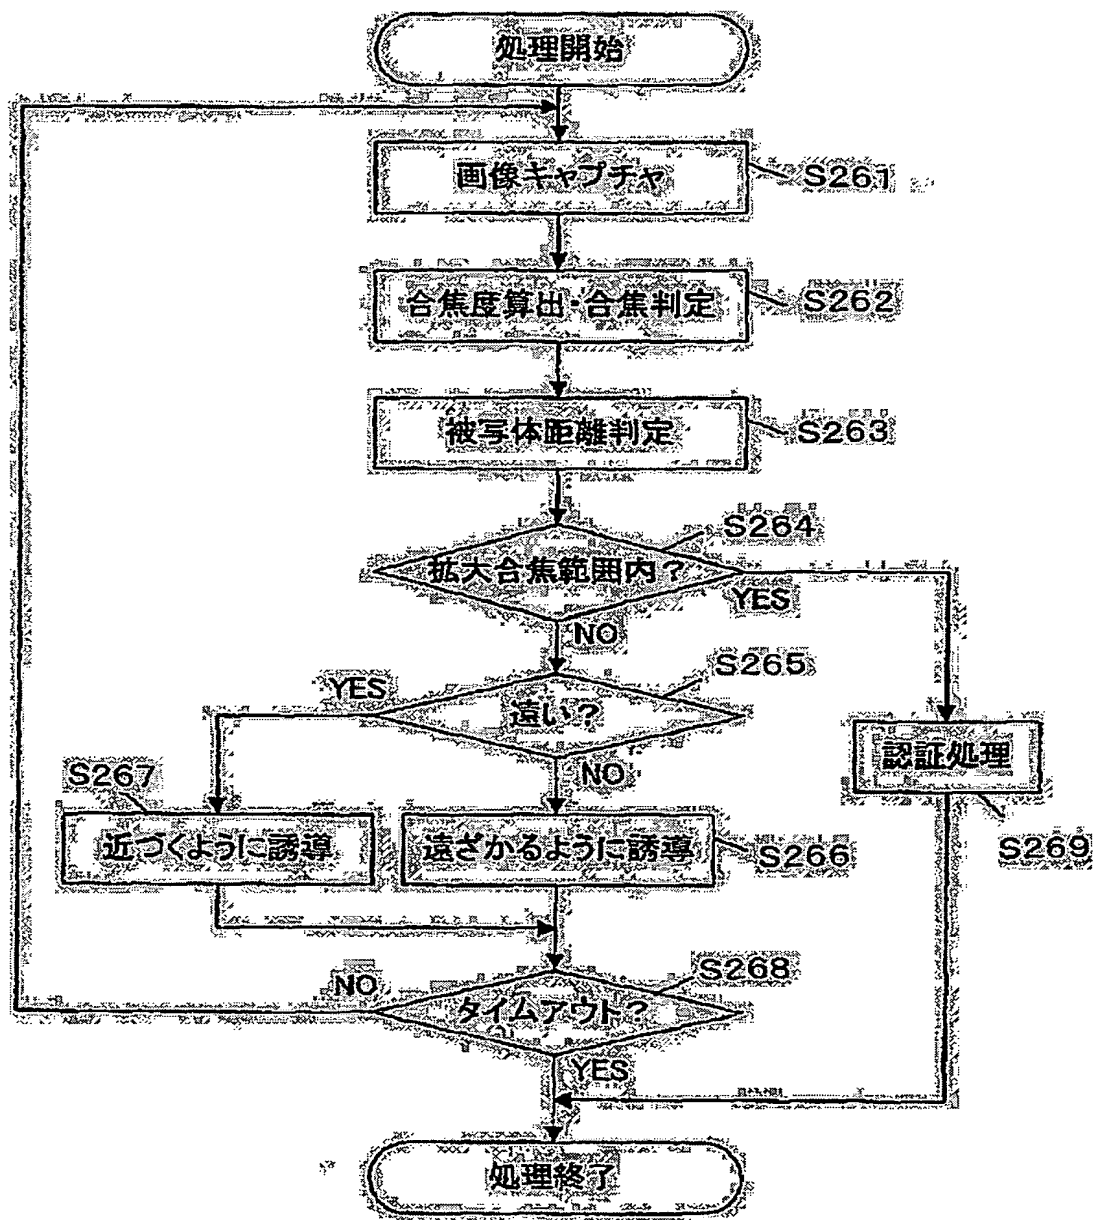 処理開始
画像キャプチャ
S261
合焦度算出・合焦判定
S262
被写体距離判定
S263
S264
拡大合焦範囲内?
YES
NO
S265
YES
遠い?
NO
認証処理
S267
近づくように誘導
遠ざかるように誘導
S266
S269
S268
NO
タイムアウト?
YES
処理終了